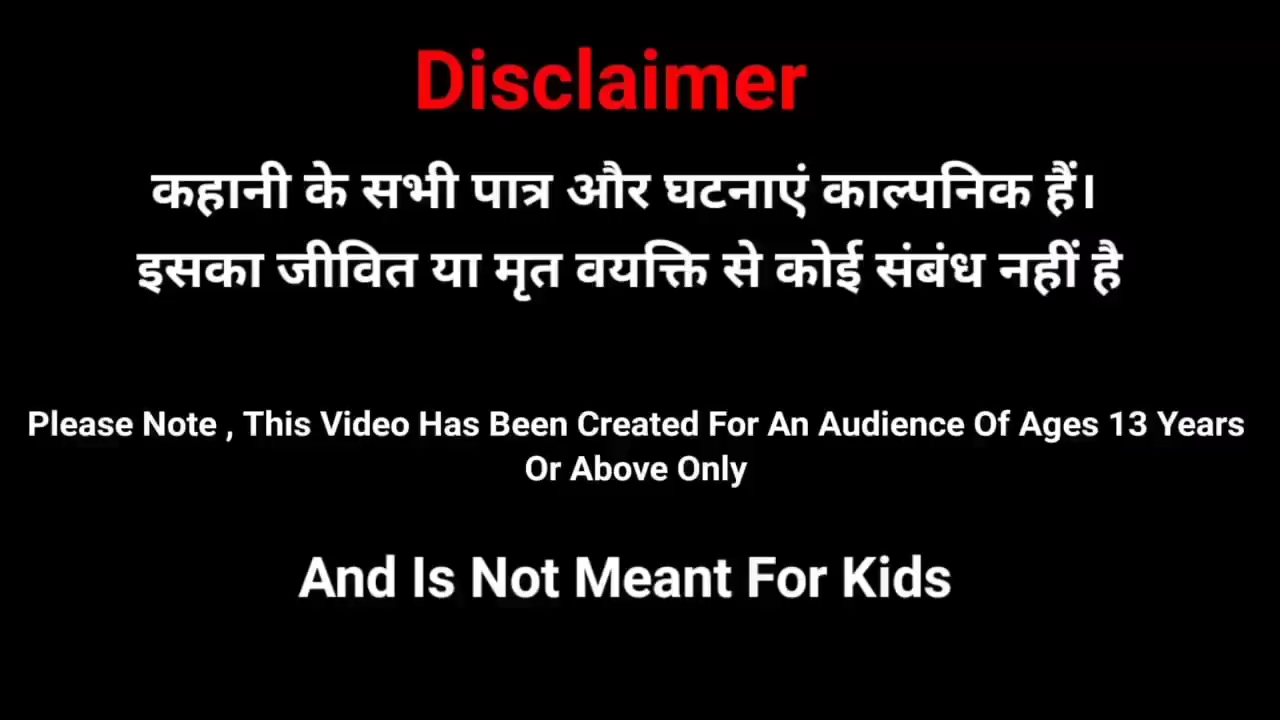 Disclaimer
कहानी के सभी पात्र और घटनाएं काल्पनिक हैं।
इसका जीवित या मृत वयक्ति से कोई संबंध नहीं है
Please Note , This Video Has Been Created For An Audience Of Ages 13 Years
Or Above Only
And Is Not Meant For Kids